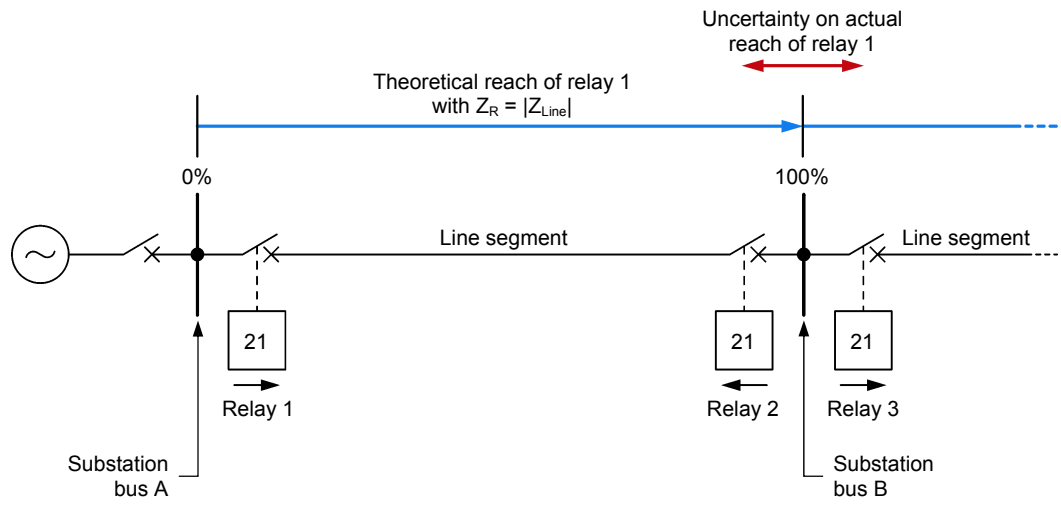 Uncertainty on actual
reach of relay 1
Theoretical reach of relay 1
with Z_R = |Z_Line|
0%
100%
Line segment
Line segment
21
21
21
Relay 1
Relay 2
Relay 3
Substation
bus A
Substation
bus B